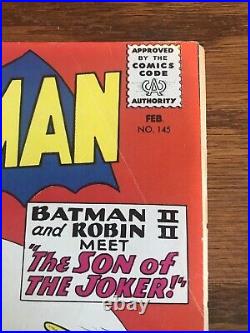 APPROVED
BY THE
COMICS
CODE
CA
AUTHORITY
FEB.
NO. 145
MAN
BATMAN II
and ROBIN II
MEET
"The SON of
THE JOKER!"